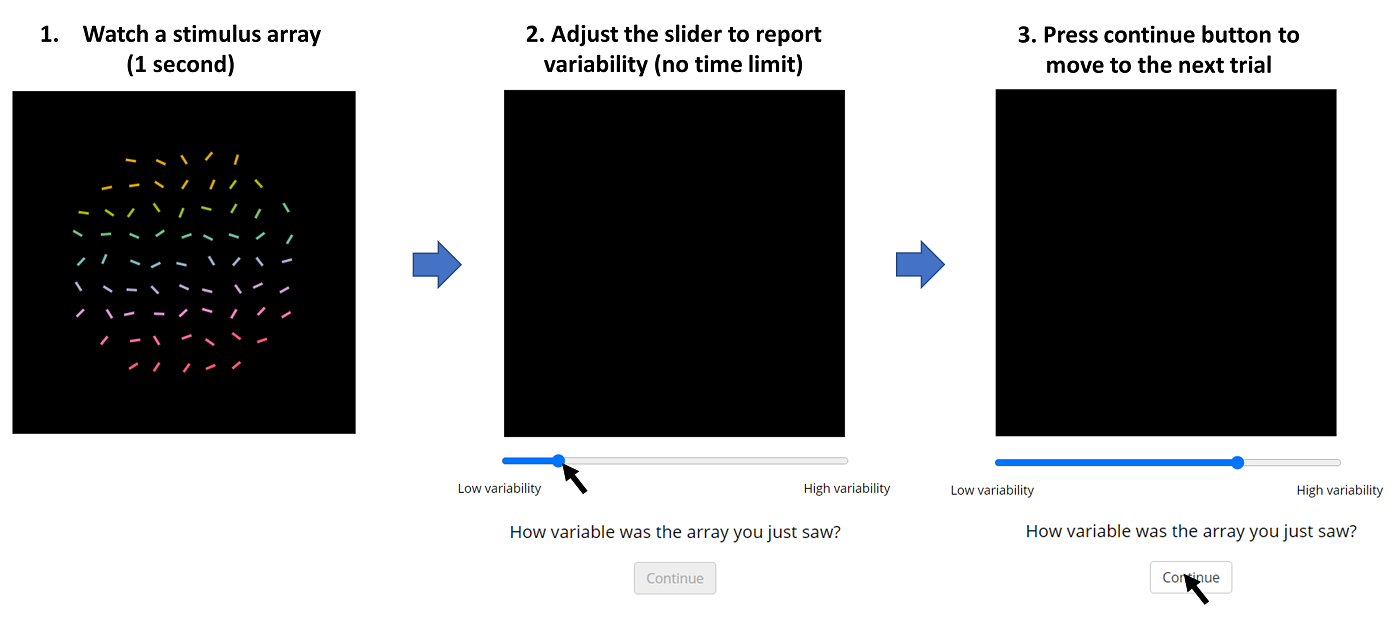 1. Watch a stimulus array
(1 second)
2. Adjust the slider to report
variability (no time limit)
3. Press continue button to
move to the next trial
Low variability
High variability
How variable was the array you just saw?
Continue
Low variability
High variability
How variable was the array you just saw?
Continue